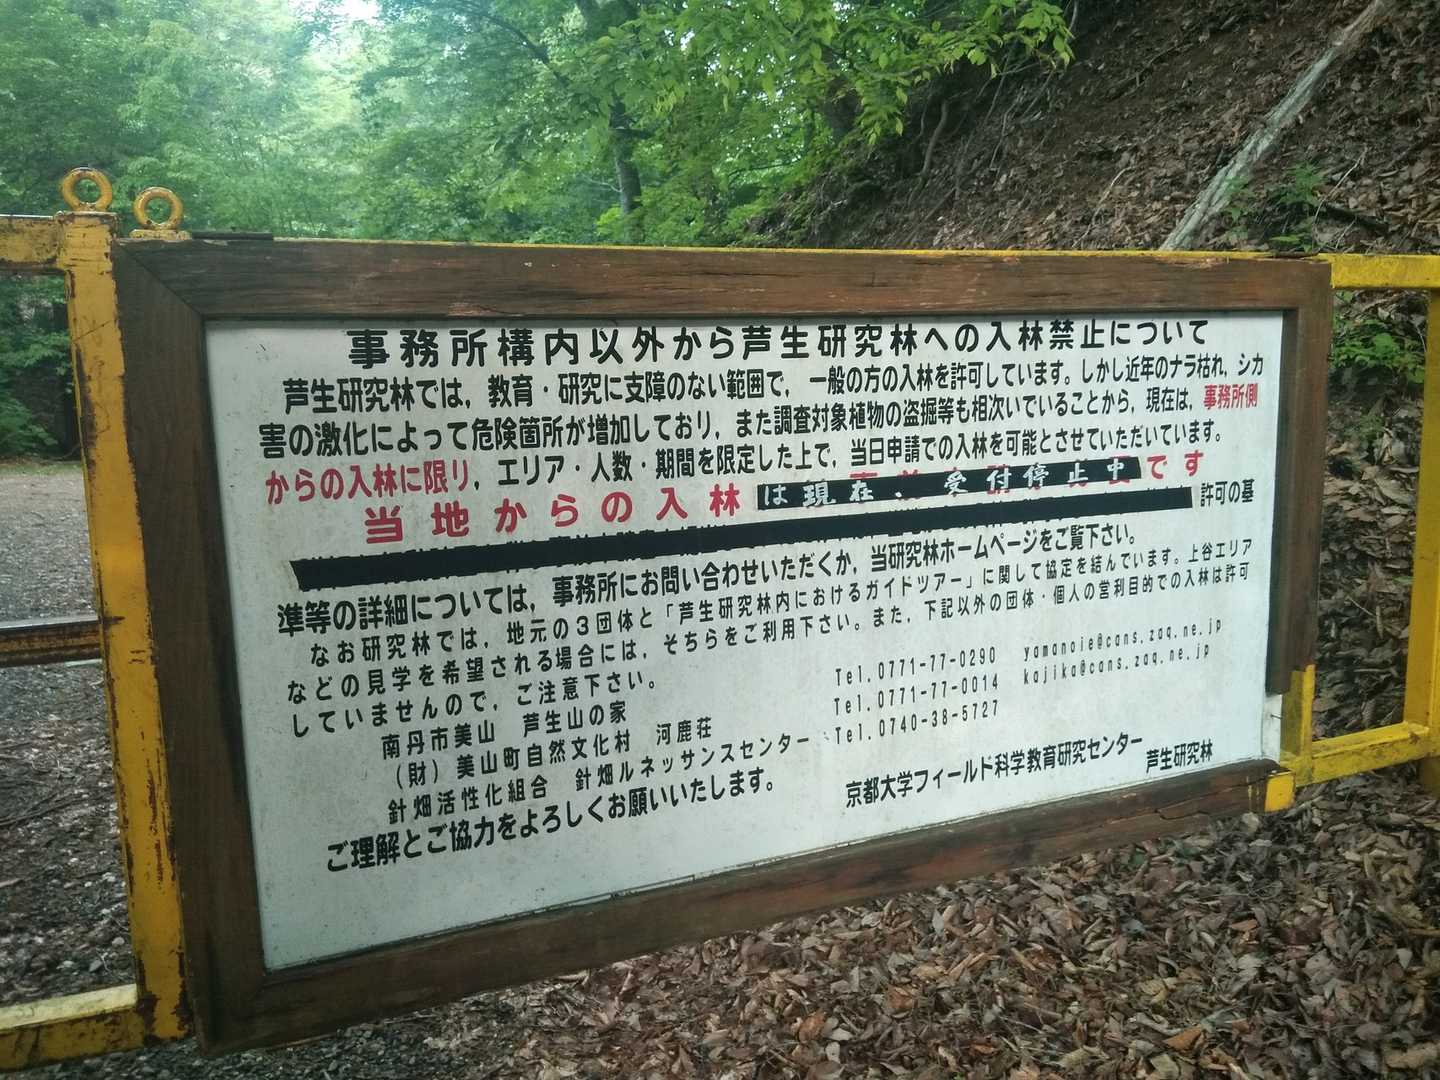 事務所構内以外から芦生研究林への入林禁止について
芦生研究林では，教育・研究に支障のない範囲で，一般の方の入林を許可しています。しかし近年のナラ枯れ，シカ
害の激化によって危険箇所が増加しており，また調査対象植物の盗掘等も相次いでいることから，現在は，事務所側
からの入林に限り，エリア・人数・期間を限定した上で，当日申請での入林を可能とさせていただいています。
当地からの入林は現在、受付停止中です
許可の基
準等の詳細については，事務所にお問い合わせいただくか，当研究林ホームページをご覧下さい。
なお研究林では，地元の３団体と「芦生研究林内におけるガイドツアー」に関して協定を結んでいます。上谷エリア
などの見学を希望される場合には，そちらをご利用下さい。また，下記以外の団体・個人の営利目的での入林は許可
していませんので，ご注意下さい。
南丹市美山　芦生山の家　Tel.0771-77-0290　yamanoie@cans.zaq.ne.jp
（財）美山町自然文化村　河鹿荘　Tel.0771-77-0014　kajika@cans.zaq.ne.jp
針畑活性化組合　針畑ルネッサンスセンター　Tel.0740-38-5727
ご理解とご協力をよろしくお願いいたします。
京都大学フィールド科学教育研究センター　芦生研究林